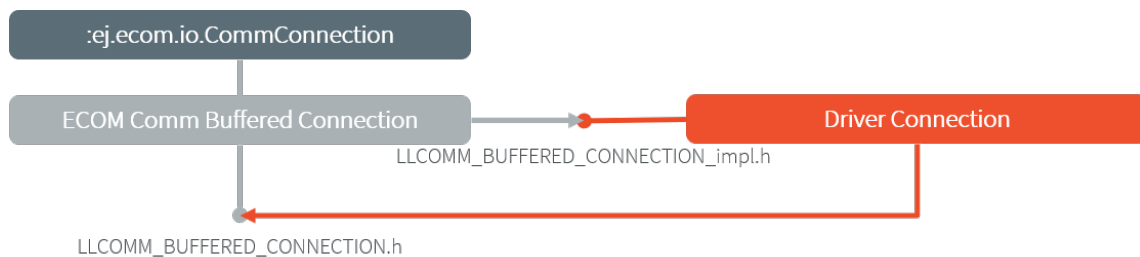 :ej.ecom.io.CommConnection
ECOM Comm Buffered Connection
Driver Connection
LLCOMM_BUFFERED_CONNECTION_impl.h
LLCOMM_BUFFERED_CONNECTION.h